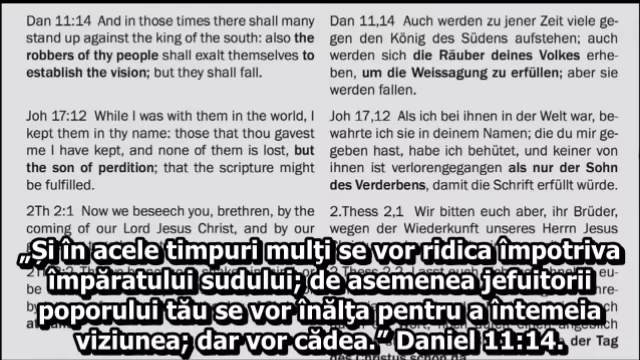 Dan 11:14 And in those times there shall many
stand up against the king of the south: also the
robbers of thy people shall exalt themselves to
establish the vision; but they shall fall.
Joh 17:12 While I was with them in the world, I
kept them in thy name: those that thou gavest
me I have kept, and none of them is lost, but
the son of perdition; that the scripture might
be fulfilled.
2Th 2:1 Now we beseech you, brethren, by the
coming of our Lord Jesus Christ, and by our
Dan 11,14 Auch werden zu jener Zeit viele ge-
gen den König des Südens aufstehen; auch
werden sich die Räuber deines Volkes erhe-
ben, um die Weissagung zu erfüllen; aber sie
werden fallen.
Joh 17,12 Als ich bei ihnen in der Welt war, be-
wahrte ich sie in deinem Namen; die du mir ge-
geben hast, habe ich behütet, und keiner von
ihnen ist verlorengegangen als nur der Sohn
des Verderbens, damit die Schrift erfüllt würde.
2.Thess 2,1 Wir bitten euch aber, ihr Brüder,
wegen der Wiederkunft unseres Herrn Jesus
„Și în acele timpuri mulţi se vor ridica împotriva
împăratului sudului; de asemenea jefuitorii
poporului tău se vor înălţa pentru a întemeia
viziunea; dar vor cădea.” Daniel 11:14.